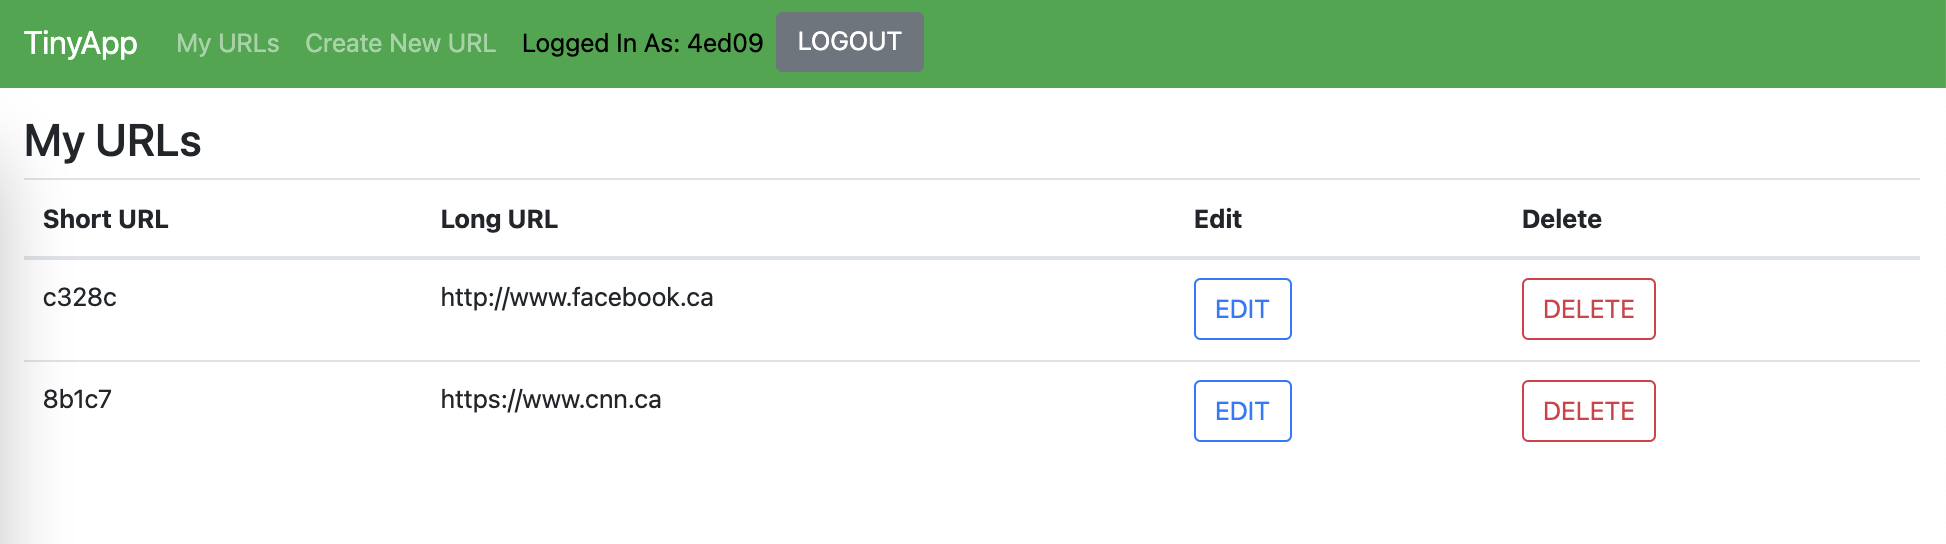 TinyApp My URLs Create New URL Logged In As: 4ed09 LOGOUT
My URLs
Short URL Long URL Edit Delete
c328c http://www.facebook.ca EDIT DELETE
8b1c7 https://www.cnn.ca EDIT DELETE